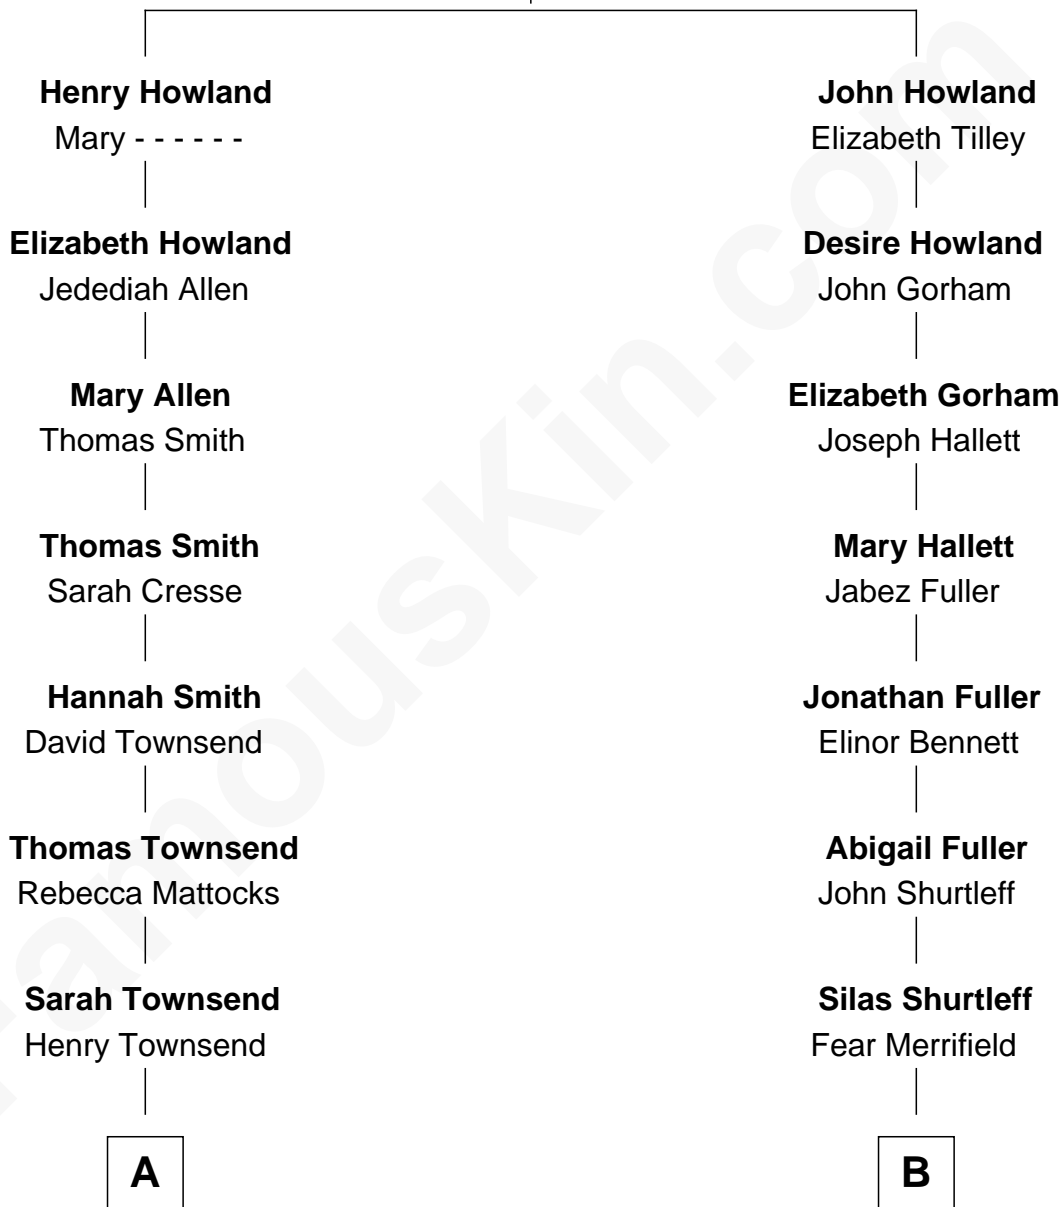 Henry Howland
Mary - - - - - -
Elizabeth Howland
Jedediah Allen
Mary Allen
Thomas Smith
Thomas Smith
Sarah Cresse
Hannah Smith
David Townsend
Thomas Townsend
Rebecca Mattocks
Sarah Townsend
Henry Townsend
A
John Howland
Elizabeth Tilley
Desire Howland
John Gorham
Elizabeth Gorham
Joseph Hallett
Mary Hallett
Jabez Fuller
Jonathan Fuller
Elinor Bennett
Abigail Fuller
John Shurtleff
Silas Shurtleff
Fear Merrifield
B
FamousKin.com